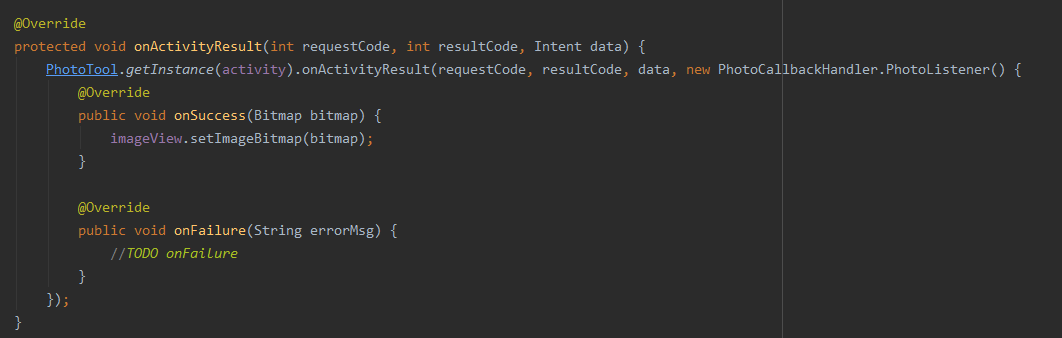 @Override
protected void onActivityResult(int requestCode, int resultCode, Intent data) {
    PhotoTool.getInstance(activity).onActivityResult(requestCode, resultCode, data, new PhotoCallbackHandler.PhotoListener() {
        @Override
        public void onSuccess(Bitmap bitmap) {
            imageView.setImageBitmap(bitmap);
        }

        @Override
        public void onFailure(String errorMsg) {
            //TODO onFailure
        }
    });
}